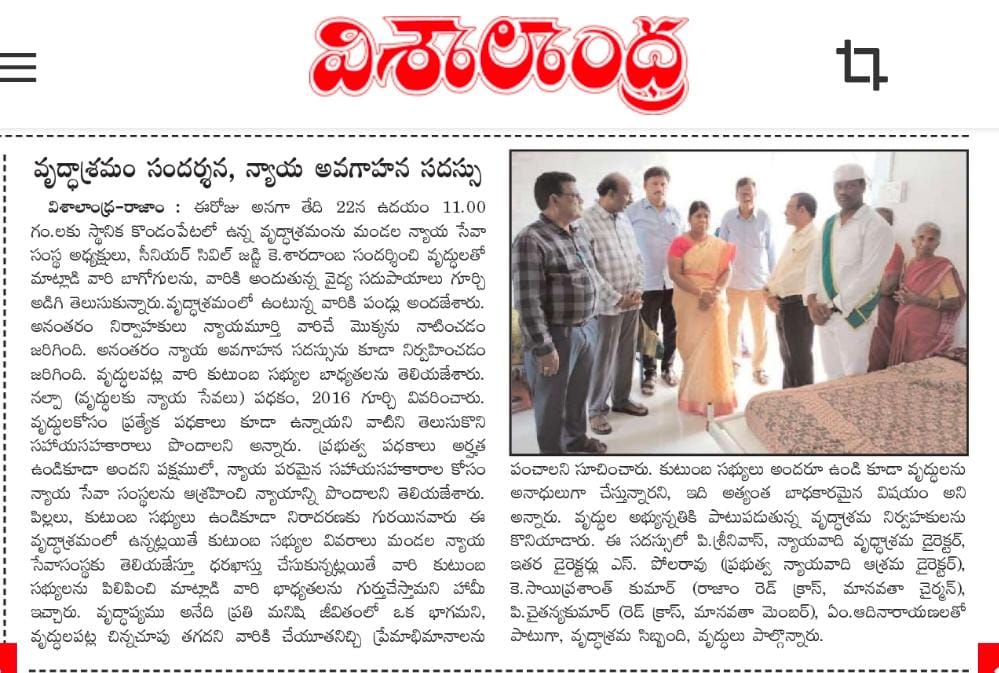 విశాలాంధ్ర
వృద్ధాశ్రమం సందర్శన, న్యాయ అవగాహన సదస్సు
విశాలాంధ్ర-రాజాం : ఈరోజు అనగా తేది 22న ఉదయం 11.00
గం.లకు స్థానిక కొండంపేటలో ఉన్న వృద్ధాశ్రమంను మండల న్యాయ సేవా
సంస్థ అధ్యక్షులు, సీనియర్ సివిల్ జడ్జి కె.శారదాంబ సందర్శించి వృద్ధులతో
మాట్లాడి వారి బాగోగులను, వారికి అందుతున్న వైద్య సదుపాయాలు గూర్చి
అడిగి తెలుసుకున్నారు.వృద్ధాశ్రమంలో ఉంటున్న వారికి పండ్లు అందజేశారు.
అనంతరం నిర్వాహకులు న్యాయమూర్తి వారిచే మొక్కను నాటించడం
జరిగింది. అనంతరం న్యాయ అవగాహన సదస్సును కూడా నిర్వహించడం
జరిగింది. వృద్ధులపట్ల వారి కుటుంబ సభ్యుల బాధ్యతలను తెలియజేశారు.
నల్సా (వృద్ధులకు న్యాయ సేవలు) పధకం, 2016 గూర్చి వివరించారు.
వృద్ధులకోసం ప్రత్యేక పధకాలు కూడా ఉన్నాయని వాటిని తెలుసుకొని
సహాయసహకారాలు పొందాలని అన్నారు. ప్రభుత్వ పధకాలు అర్హత
ఉండికూడా అందని పక్షములో, న్యాయ పరమైన సహాయసహకారాల కోసం
న్యాయ సేవా సంస్థలను ఆశ్రహించి న్యాయాన్ని పొందాలని తెలియజేశారు.
పిల్లలు, కుటుంబ సభ్యులు ఉండికూడా నిరాదరణకు గురయినవారు ఈ
వృద్ధాశ్రమంలో ఉన్నట్లయితే కుటుంబ సభ్యుల వివరాలు మండల న్యాయ
సేవాసంస్థకు తెలియజేస్తూ ధరఖాస్తు చేసుకున్నట్లయితే వారి కుటుంబ
సభ్యులను పిలిపించి మాట్లాడి వారి భాధ్యతలను గుర్తుచేస్తామని హామీ
ఇచ్చారు. వృద్దాప్యము అనేది ప్రతి మనిషి జీవితంలో ఒక భాగమని,
వృద్ధులపట్ల చిన్నచూపు తగదని వారికి చేయూతనిచ్చి ప్రేమాభిమానాలను
పంచాలని సూచించారు. కుటుంబ సభ్యులు అందరూ ఉండి కూడా వృద్ధులను
అనాధులుగా చేస్తున్నారని, ఇది అత్యంత బాధకారమైన విషయం అని
అన్నారు. వృద్ధుల అభ్యున్నతికి పాటుపడుతున్న వృద్ధాశ్రమ నిర్వహకులను
కొనియాడారు. ఈ సదస్సులో పి.శ్రీనివాస్, న్యాయవాది వృద్ధాశ్రమ డైరెక్టర్,
ఇతర డైరెక్టర్లు ఎస్. పోలరావు (ప్రభుత్వ న్యాయవాది ఆశ్రమ డైరెక్టర్),
కె.సాయిప్రశాంత్ కుమార్ (రాజాం రెడ్ క్రాస్, మానవతా చైర్మన్),
పి.చైతన్యకుమార్ (రెడ్ క్రాస్, మానవతా మెంబర్), ఏం.ఆదినారాయణలతో
పాటుగా, వృద్ధాశ్రమ సిబ్బంది, వృద్ధులు పాల్గొన్నారు.